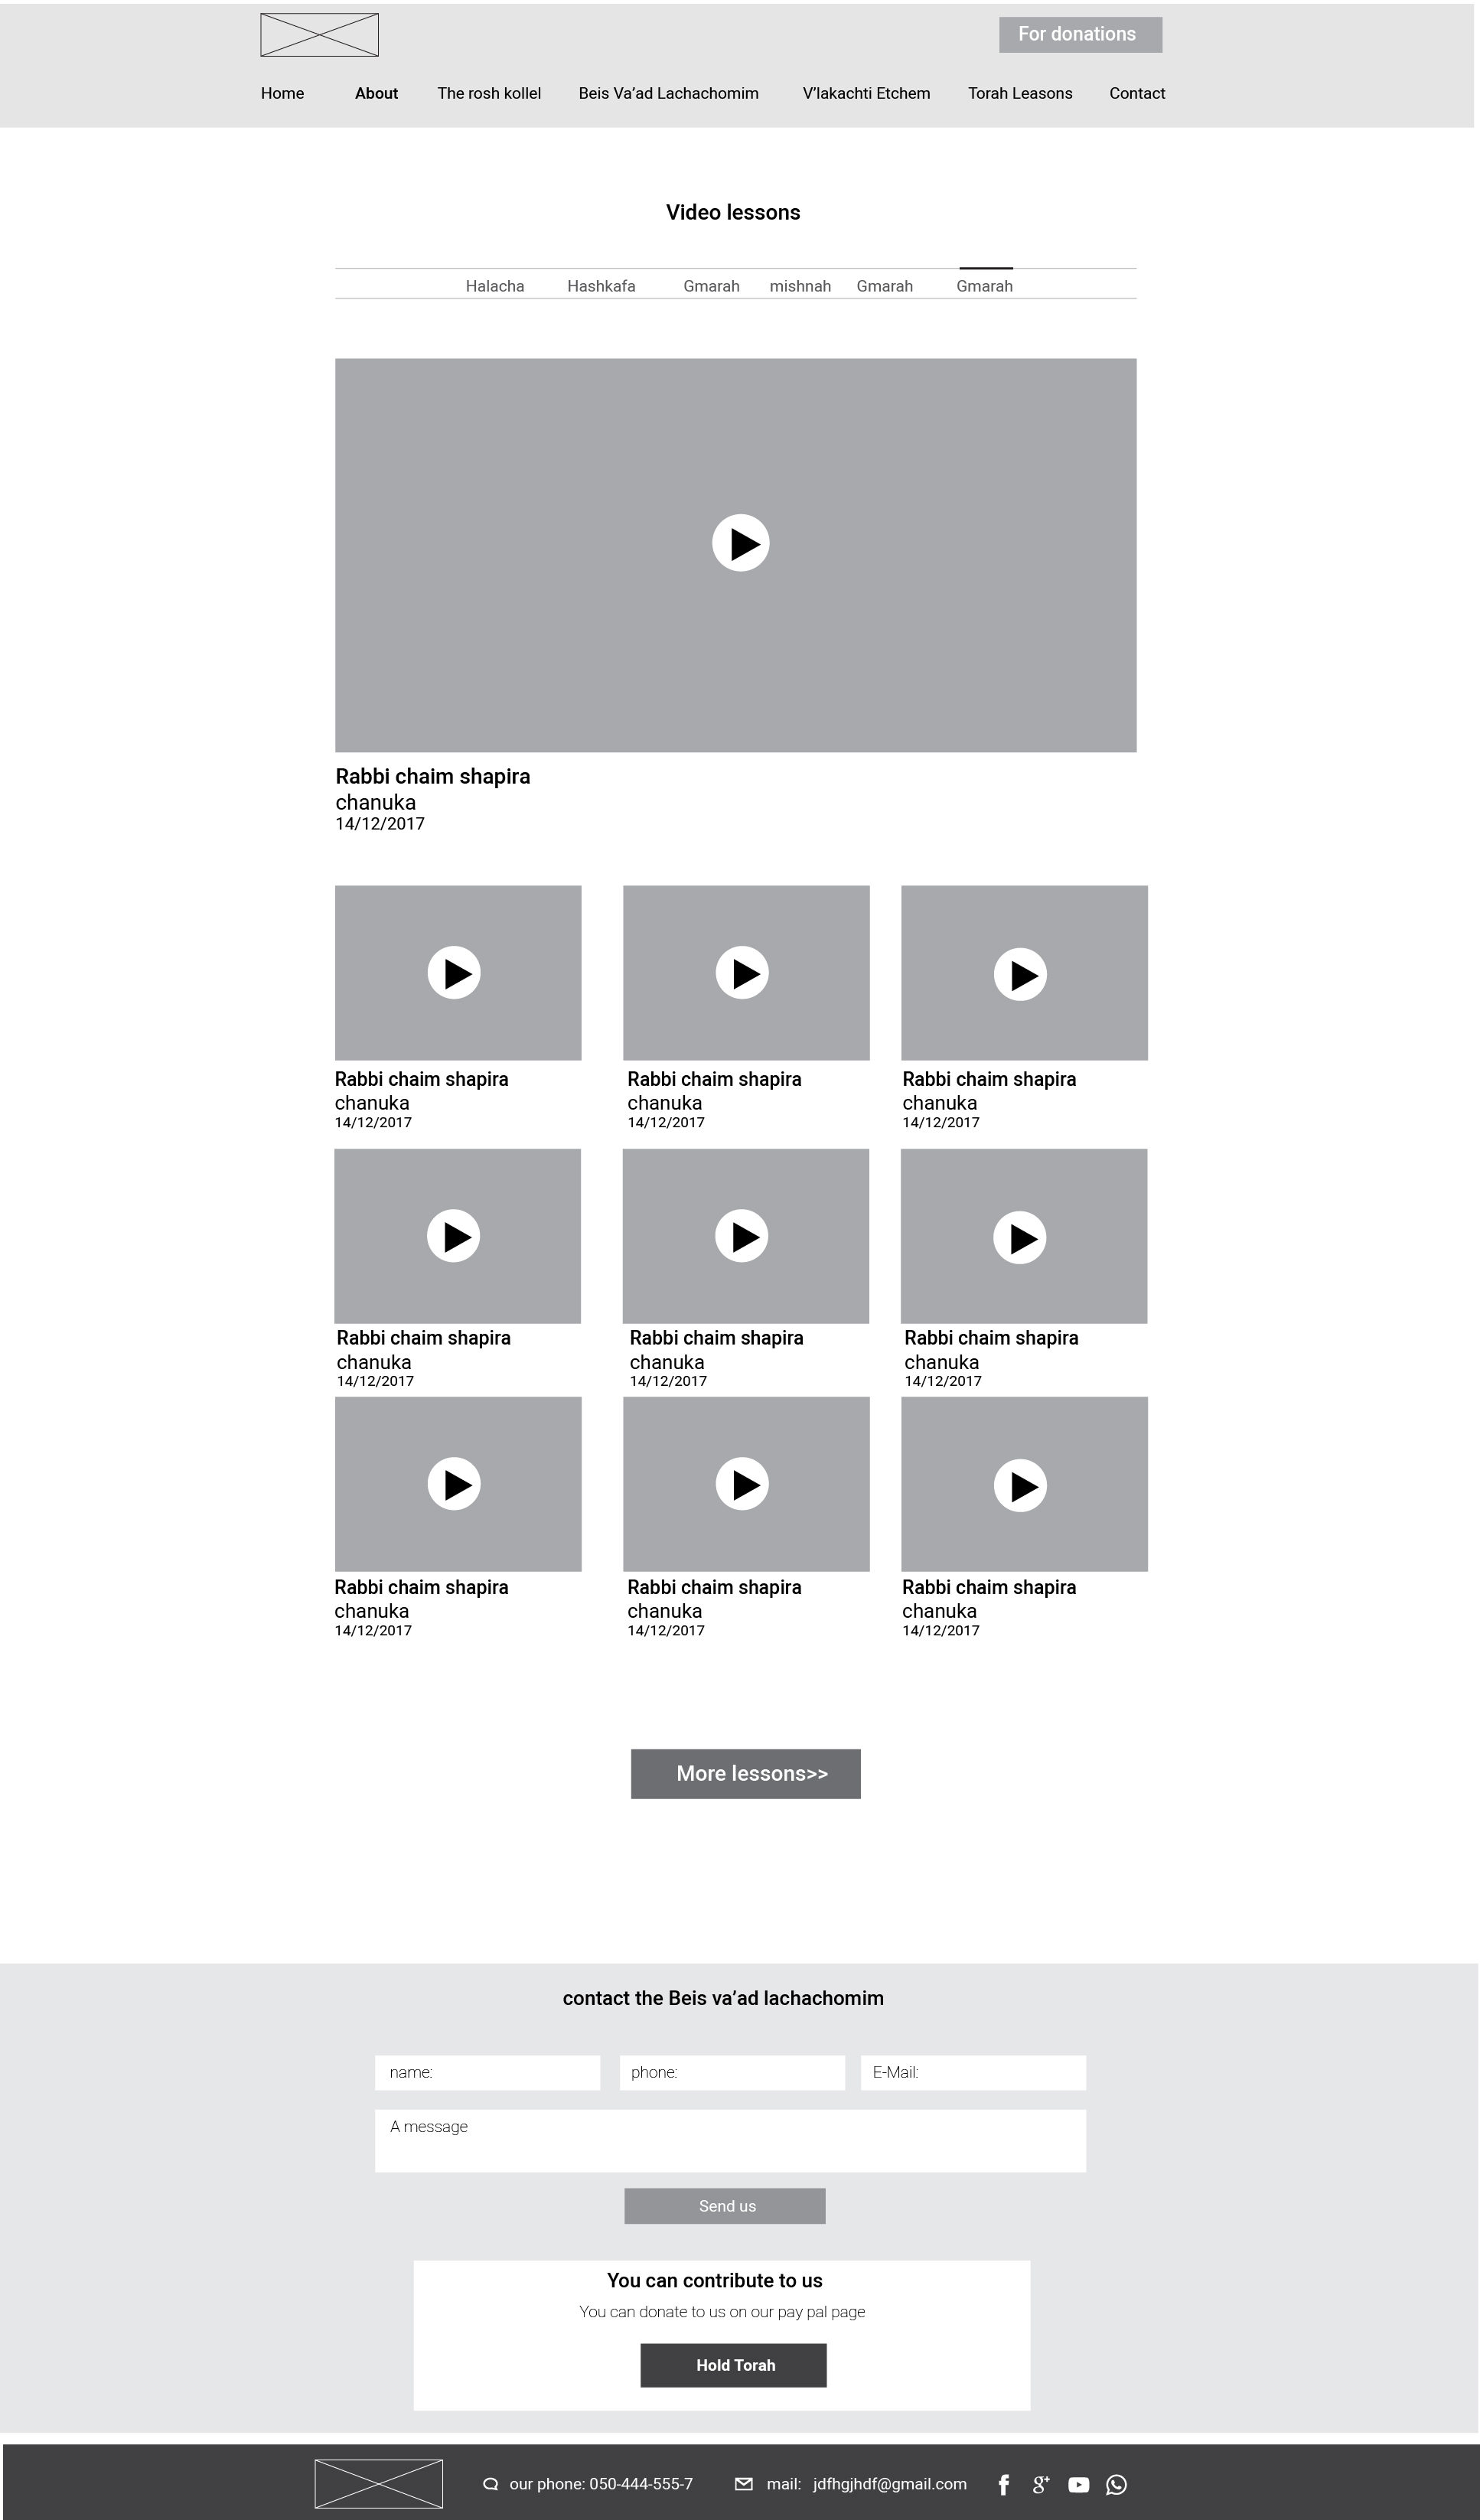 For donations
Home About The rosh kollel Beis Va’ad Lachachomim V’lakachti Etchem Torah Leasons Contact
Video lessons
Halacha Hashkafa Gmarah mishnah Gmarah Gmarah
Rabbi chaim shapira
chanuka
14/12/2017
Rabbi chaim shapira
chanuka
14/12/2017
Rabbi chaim shapira
chanuka
14/12/2017
Rabbi chaim shapira
chanuka
14/12/2017
Rabbi chaim shapira
chanuka
14/12/2017
Rabbi chaim shapira
chanuka
14/12/2017
Rabbi chaim shapira
chanuka
14/12/2017
Rabbi chaim shapira
chanuka
14/12/2017
Rabbi chaim shapira
chanuka
14/12/2017
Rabbi chaim shapira
chanuka
14/12/2017
More lessons>>
contact the Beis va’ad lachachomim
name: phone: E-Mail:
A message
Send us
You can contribute to us
You can donate to us on our pay pal page
Hold Torah
our phone: 050-444-555-7 mail: jdfhgjhdf@gmail.com